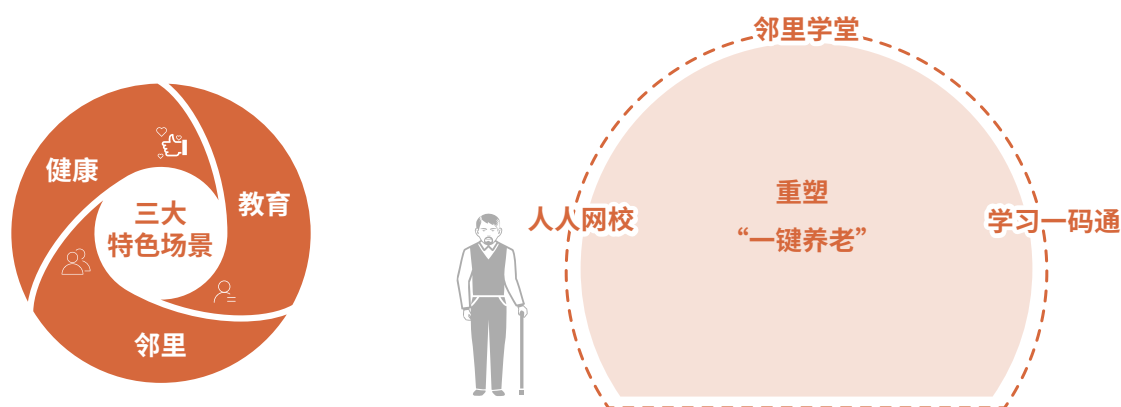 健康
教育
三大
特色场景
邻里
邻里学堂
人人网校
学习一码通
重塑
“一键养老”